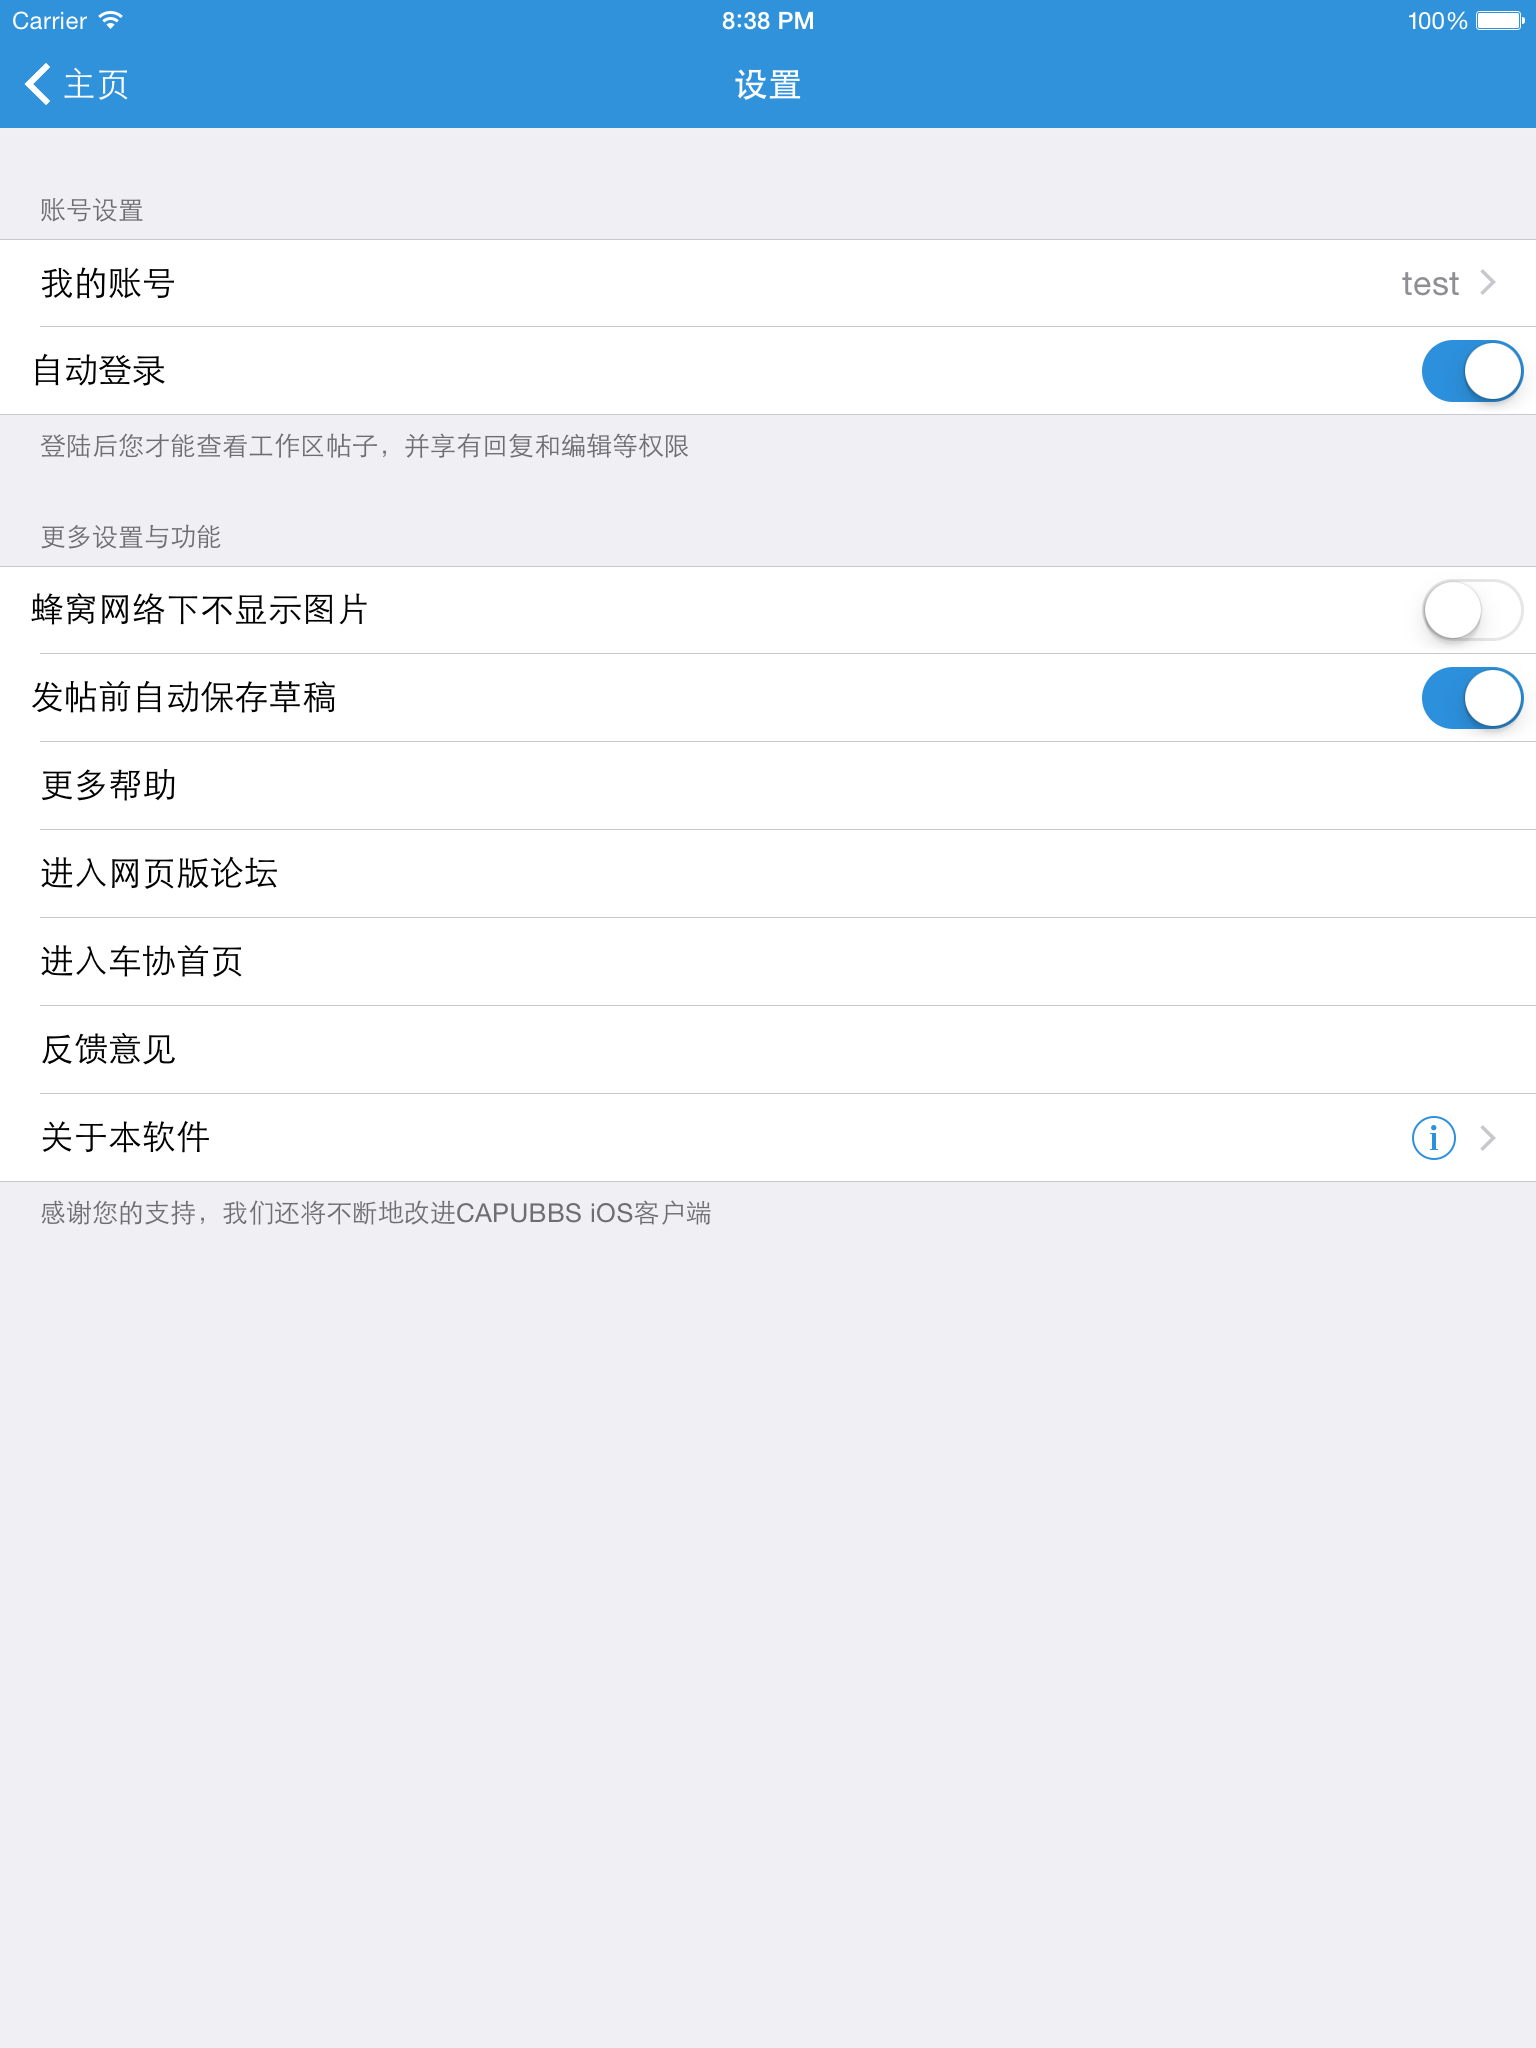 Carrier 8:38 PM 100%
主页 设置
账号设置
我的账号 test
自动登录
登陆后您才能查看工作区帖子，并享有回复和编辑等权限
更多设置与功能
蜂窝网络下不显示图片
发帖前自动保存草稿
更多帮助
进入网页版论坛
进入车协首页
反馈意见
关于本软件
感谢您的支持，我们还将不断地改进CAPUBBS iOS客户端